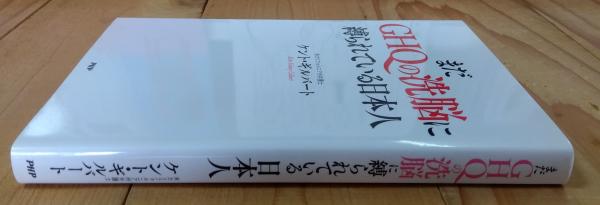 まだ
GHQの洗脳に
縛られている日本人
ケント・ギルバート
PHP
まだGHQの洗脳に縛られている日本人
ケント・ギルバート
PHP